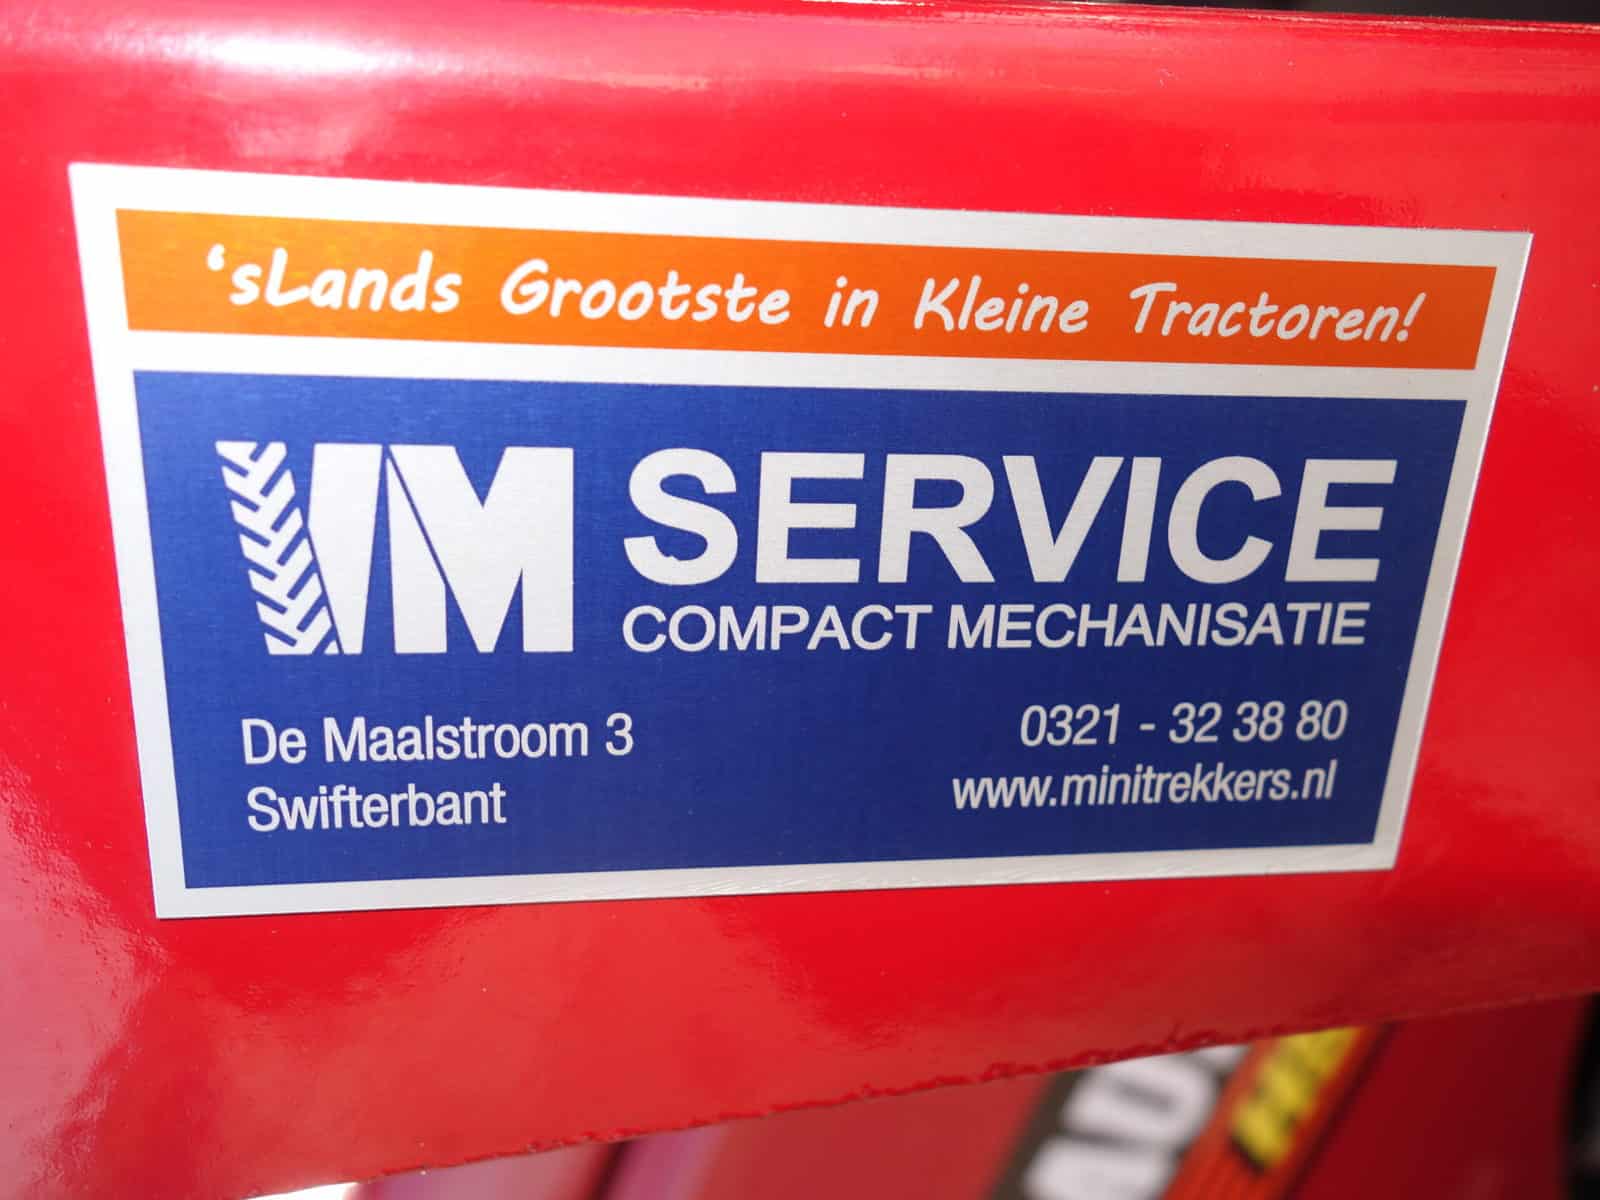 ‘sLands Grootste in Kleine Tractoren!
VM SERVICE
COMPACT MECHANISATIE
De Maalstroom 3
Swifterbant
0321 - 32 38 80
www.minitrekkers.nl